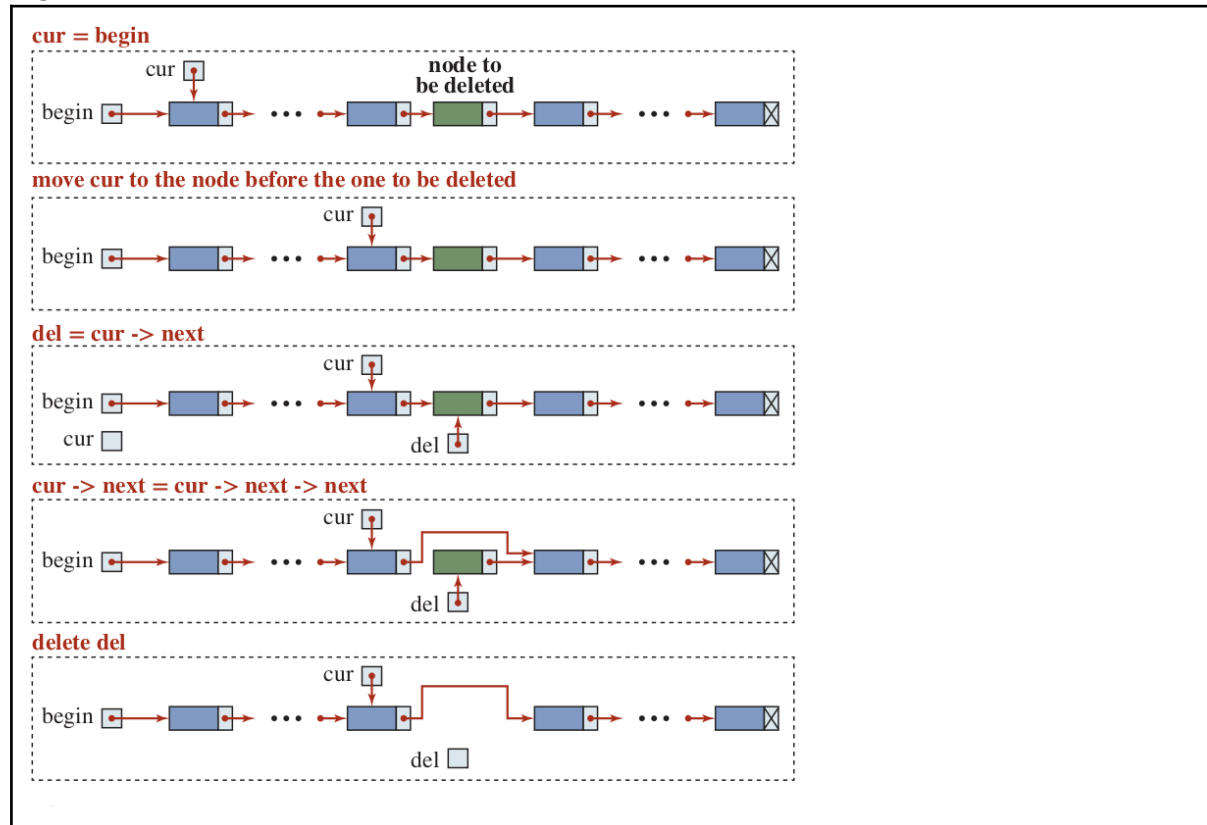 cur = begin
cur
node to
be deleted
begin
move cur to the node before the one to be deleted
cur
begin
del = cur -> next
cur
begin
cur
del
cur -> next = cur -> next -> next
cur
begin
del
delete del
cur
begin
del